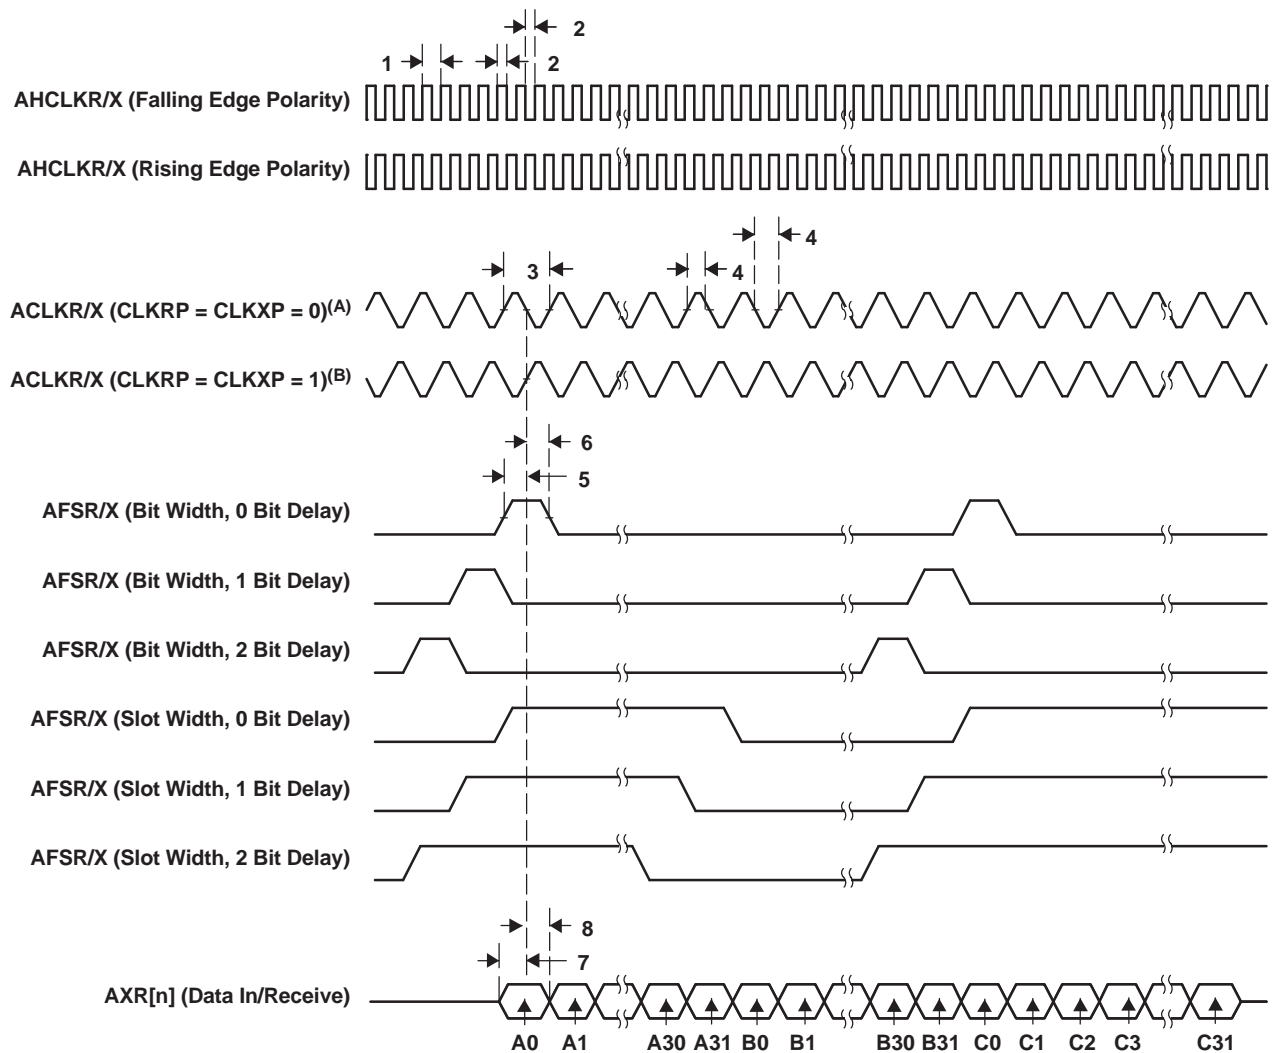 2
1
2
AHCLKR/X (Falling Edge Polarity)
AHCLKR/X (Rising Edge Polarity)
4
3
4
ACLKR/X (CLKRP = CLKXP = 0)(A)
ACLKR/X (CLKRP = CLKXP = 1)(B)
6
5
AFSR/X (Bit Width, 0 Bit Delay)
AFSR/X (Bit Width, 1 Bit Delay)
AFSR/X (Bit Width, 2 Bit Delay)
AFSR/X (Slot Width, 0 Bit Delay)
AFSR/X (Slot Width, 1 Bit Delay)
AFSR/X (Slot Width, 2 Bit Delay)
8
7
AXR[n] (Data In/Receive)
A0 A1 A30 A31 B0 B1 B30 B31 C0 C1 C2 C3 C31